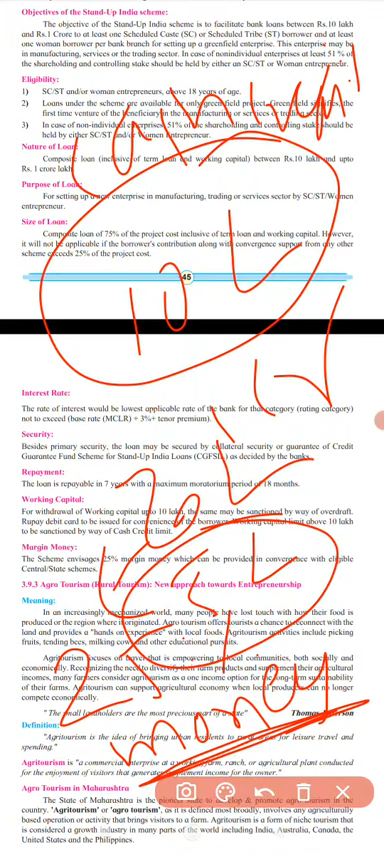 Objectives of the Stand-Up India scheme:
The objective of the Stand-Up India scheme is to facilitate bank loans between Rs.10 lakh
and Rs.1 Crore to at least one Scheduled Caste (SC) or Scheduled Tribe (ST) borrower and at least
one woman borrower per bank branch for setting up a greenfield enterprise. This enterprise may be
in manufacturing, services or the trading sector. In case of nonindividual enterprises at least 51 % of
the shareholding and controlling stake should be held by either an SC/ST or Woman entrepreneur.
Eligibility:
1) SC/ST and/or women entrepreneurs, above 18 years of age.
2) Loans under the scheme are available for only green field project. Green field signifies, the
first time venture of the beneficiary in the manufacturing or services or trading sector.
3) In case of non-individual enterprises, 51% of the shareholding and controlling stake should be
held by either SC/ST and/or Women Entrepreneur.
Nature of Loan:
Composite loan (inclusive of term loan and working capital) between Rs.10 lakh and upto
Rs. 1 crore lakh
Purpose of Loan:
For setting up a new enterprise in manufacturing, trading or services sector by SC/ST/Women
entrepreneur.
Size of Loan:
Composite loan of 75% of the project cost inclusive of term loan and working capital. However,
it will not be applicable if the borrower's contribution along with convergence support from any other
scheme exceeds 25% of the project cost.
45
10 L
Interest Rate:
The rate of interest would be lowest applicable rate of the bank for that category (rating category)
not to exceed (base rate (MCLR) + 3%+ tenor premium).
Security:
Besides primary security, the loan may be secured by collateral security or guarantee of Credit
Guarantee Fund Scheme for Stand-Up India Loans (CGFSIL) as decided by the banks.
Repayment:
The loan is repayable in 7 years with a maximum moratorium period of 18 months.
Working Capital:
For withdrawal of Working capital upto 10 lakh, the same may be sanctioned by way of overdraft.
Rupay debit card to be issued for convenience of the borrower. Working capital limit above 10 lakh
to be sanctioned by way of Cash Credit limit.
Margin Money:
The Scheme envisages 25% margin money which can be provided in convergence with eligible
Central/State schemes.
3.9.3 Agro Tourism (Rural Tourism): New approach towards Entrepreneurship
Meaning:
In an increasingly mechanized world, many people have lost touch with how their food is
produced or the region where it originated. Agro tourism offers tourists a chance to reconnect with the
land and provides a "hands on experience" with local foods. Agritourism activities include picking
fruits, tending bees, milking cows and other educational pursuits.
Agritourism focuses on travel that is empowering to local communities, both socially and
economically. Recognizing the need to diversify their farm products and supplement their agricultural
incomes, many farmers consider agritourism as a one income option for the long-term sustainability
of their farms. Agritourism can support agricultural economy when local producers can no longer
compete economically.
"The small landholders are the most precious part of a state" Thomas Jefferson
money
Definition:
"Agritourism is the idea of bringing urban residents to rural areas for leisure travel and
spending."
Agritourism is "a commercial enterprise at a working farm, ranch, or agricultural plant conducted
for the enjoyment of visitors that generates supplement income for the owner."
Agro Tourism in Maharashtra
The State of Maharashtra is the pioneer state to develop & promote agro tourism in the
country. 'Agritourism' or 'agro tourism', as it is defined most broadly, involves any agriculturally
based operation or activity that brings visitors to a farm. Agritourism is a form of niche tourism that
is considered a growth industry in many parts of the world including India, Australia, Canada, the
United States and the Philippines.